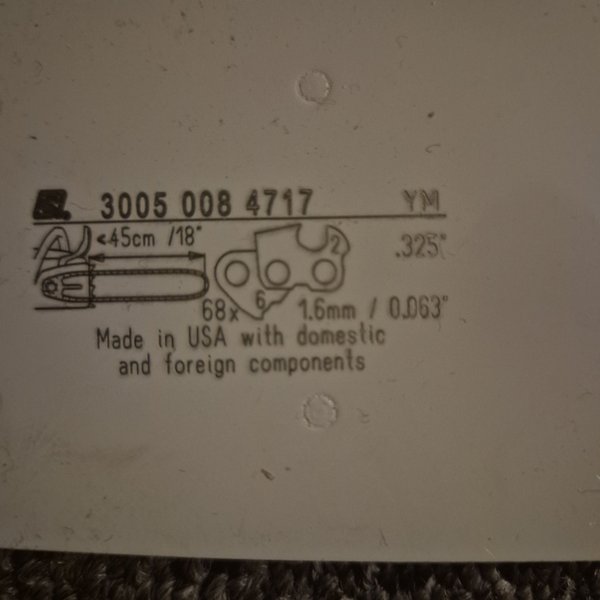 3005 008 4717 YM
<45cm /18" 2 .325"
68x 6 1.6mm / 0.063"
Made in USA with domestic
and foreign components